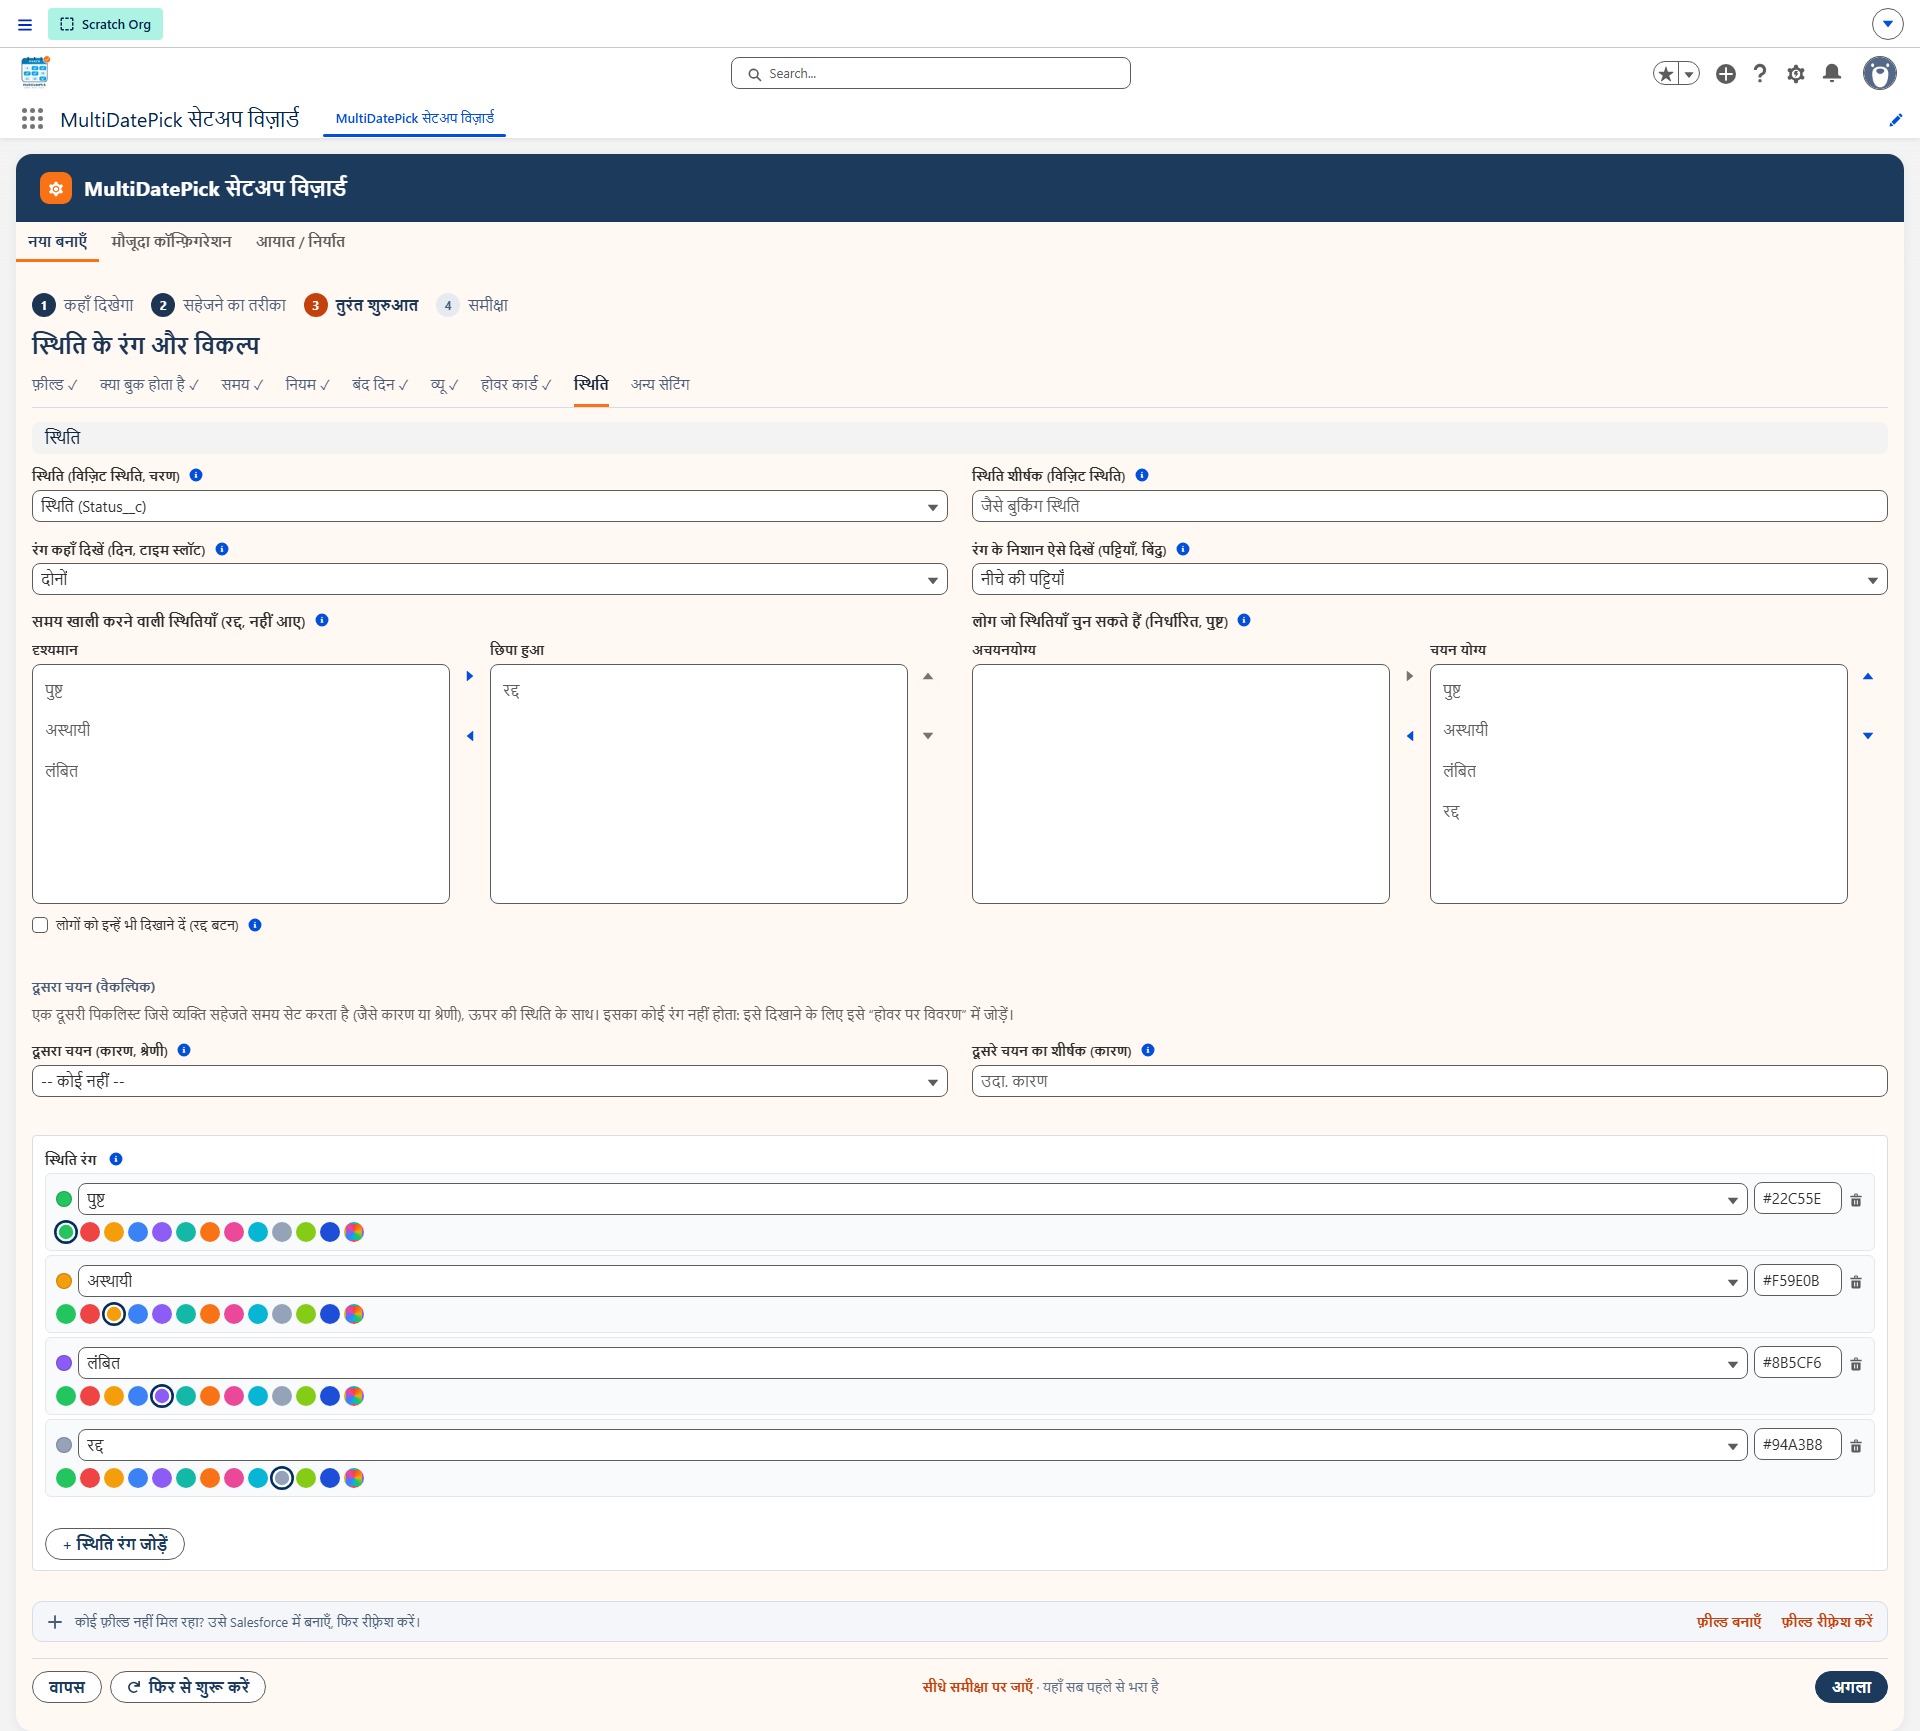 Scratch Org
Search...
MultiDatePick सेटअप विज़ार्ड
MultiDatePick सेटअप विज़ार्ड
MultiDatePick सेटअप विज़ार्ड
नया बनाएँ मौजूदा कॉन्फ़िगरेशन आयात / निर्यात
1 कहाँ दिखेगा 2 सहेजने का तरीका 3 तुरंत शुरुआत 4 समीक्षा
स्थिति के रंग और विकल्प
फ़ील्ड ✓ क्या बुक होता है ✓ समय ✓ नियम ✓ बंद दिन ✓ व्यू ✓ होवर कार्ड ✓ स्थिति अन्य सेटिंग
स्थिति
स्थिति (विज़िट स्थिति, चरण) स्थिति शीर्षक (विज़िट स्थिति)
स्थिति (Status__c) जैसे बुकिंग स्थिति
रंग कहाँ दिखें (दिन, टाइम स्लॉट) रंग के निशान ऐसे दिखें (पट्टियाँ, बिंदु)
दोनों नीचे की पट्टियाँ
समय खाली करने वाली स्थितियाँ (रद्द, नहीं आए) लोग जो स्थितियाँ चुन सकते हैं (निर्धारित, पुष्ट)
दृश्यमान छिपा हुआ अचयनयोग्य चयन योग्य
पुष्ट रद्द पुष्ट
अस्थायी अस्थायी
लंबित लंबित
रद्द
लोगों को इन्हें भी दिखाने दें (रद्द बटन)
दूसरा चयन (वैकल्पिक)
एक दूसरी पिकलिस्ट जिसे व्यक्ति सहेजते समय सेट करता है (जैसे कारण या श्रेणी), ऊपर की स्थिति के साथ। इसका कोई रंग नहीं होता: इसे दिखाने के लिए इसे "होवर पर विवरण" में जोड़ें।
दूसरा चयन (कारण, श्रेणी) दूसरे चयन का शीर्षक (कारण)
-- कोई नहीं -- उदा. कारण
स्थिति रंग
पुष्ट #22C55E
अस्थायी #F59E0B
लंबित #8B5CF6
रद्द #94A3B8
+ स्थिति रंग जोड़ें
कोई फ़ील्ड नहीं मिल रहा? उसे Salesforce में बनाएँ, फिर रीफ़्रेश करें। फ़ील्ड बनाएँ फ़ील्ड रीफ़्रेश करें
वापस फिर से शुरू करें सीधे समीक्षा पर जाएँ · यहाँ सब पहले से भरा है अगला